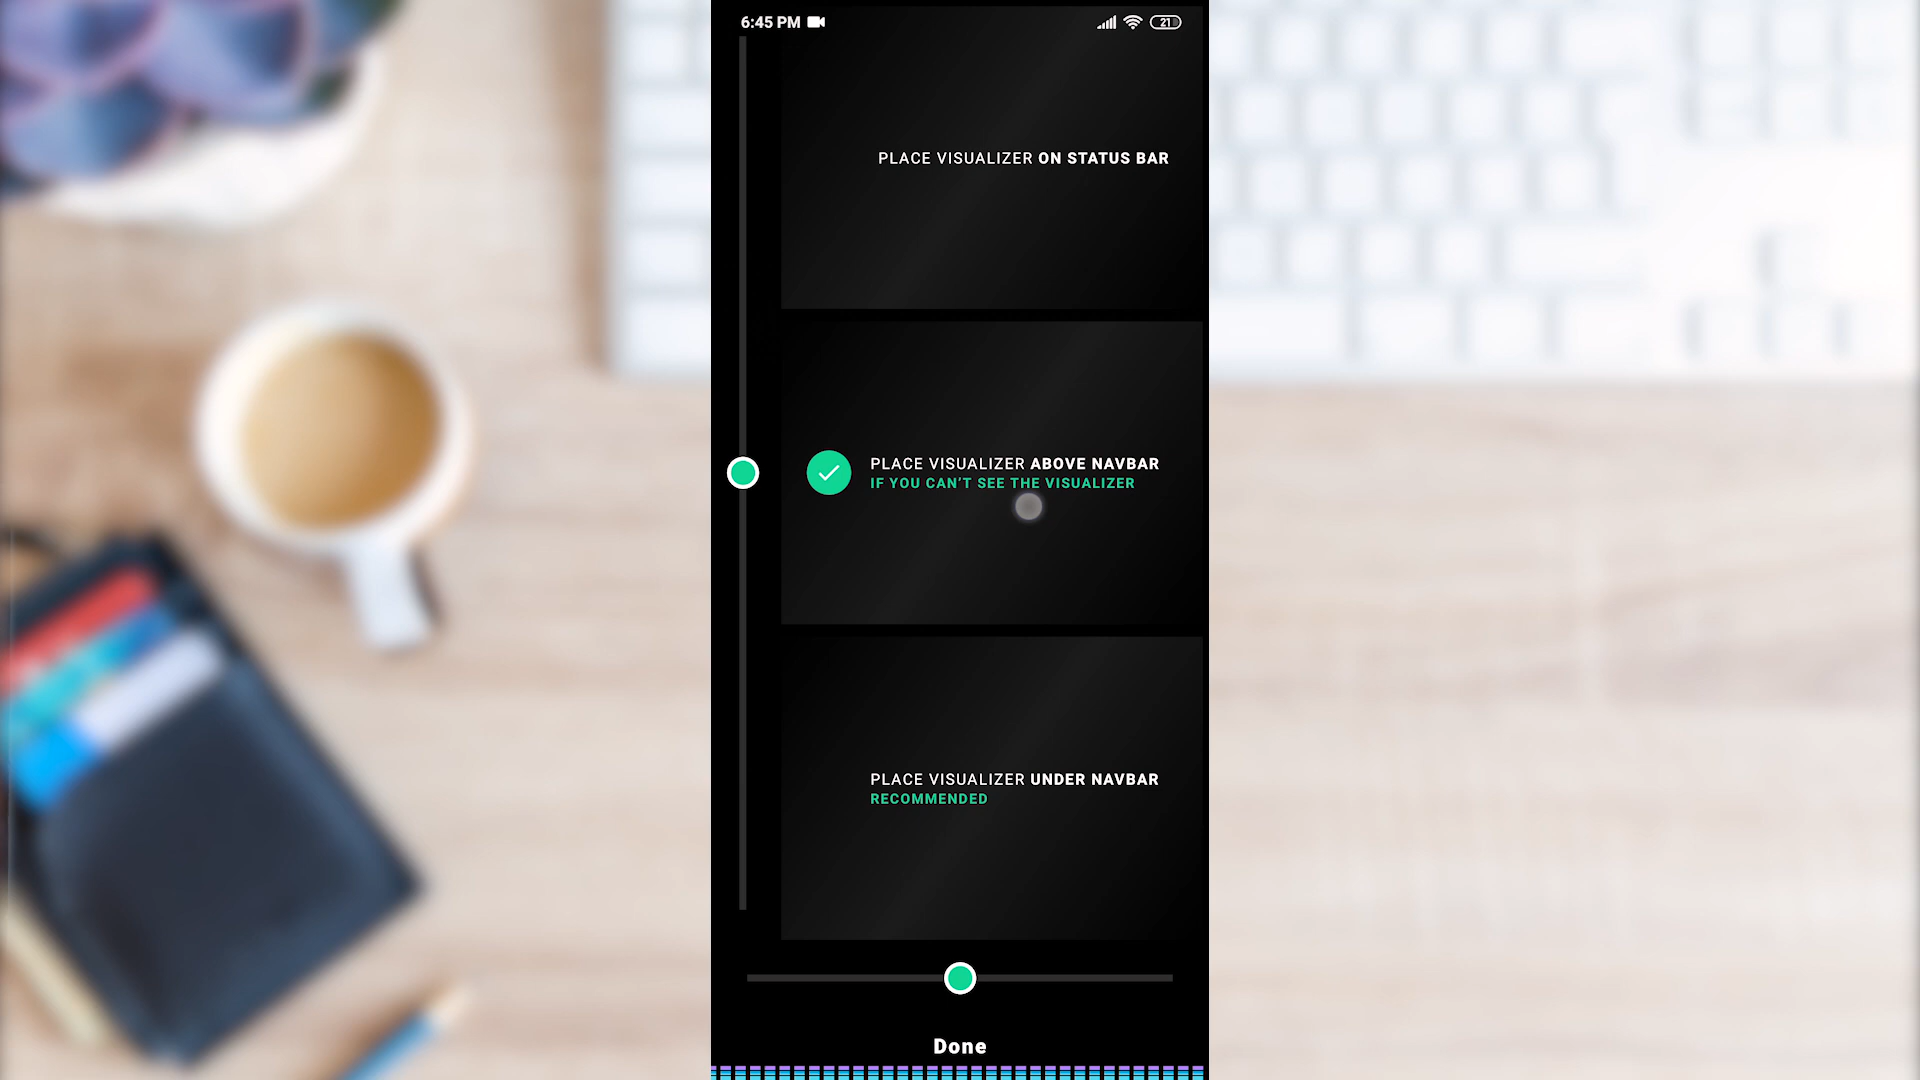 6:45 PM
21
PLACE VISUALIZER ON STATUS BAR
PLACE VISUALIZER ABOVE NAVBAR
IF YOU CAN'T SEE THE VISUALIZER
PLACE VISUALIZER UNDER NAVBAR
RECOMMENDED
Done